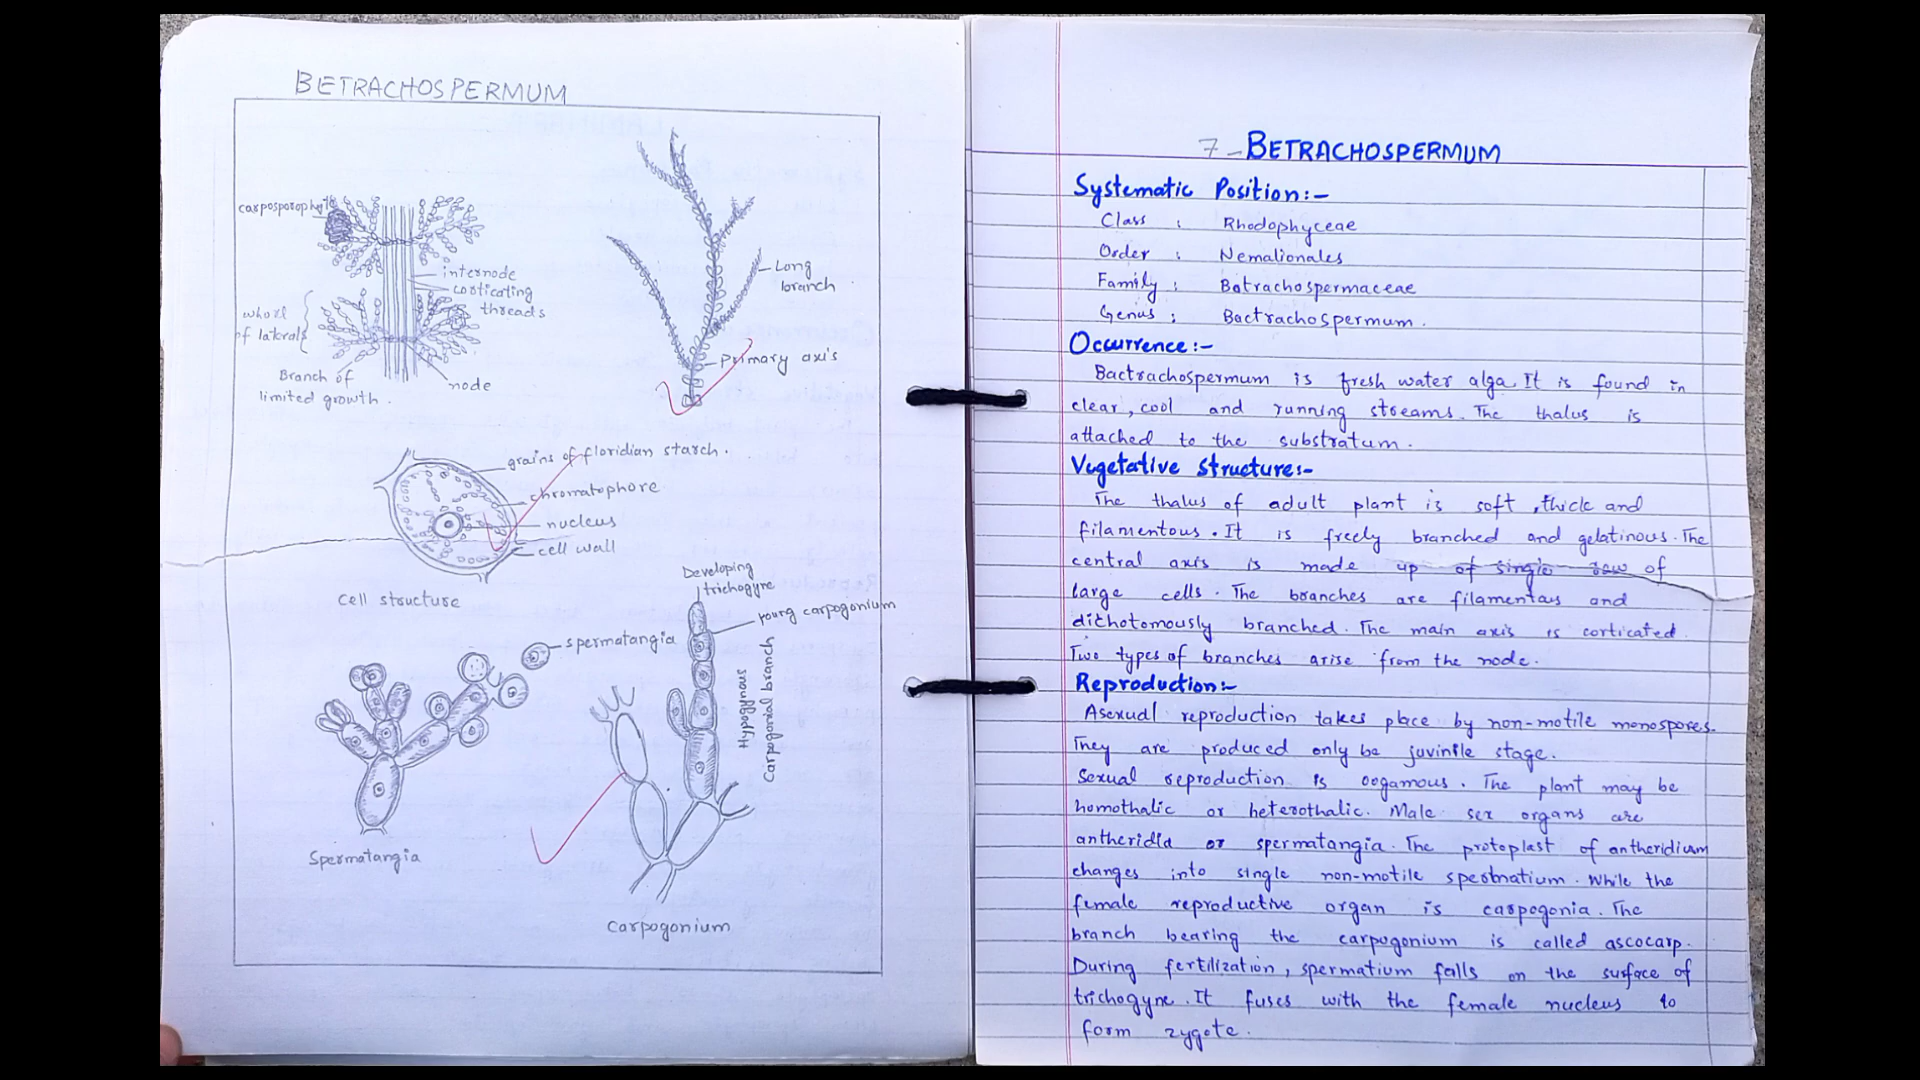 BETRACHOSPERMUM
carposporophyte
internode
corticating
threads
whorl
of laterals
Branch of
limited growth.
node
Long
branch
primary axis
grains of floridian starch.
chromatophore
nucleus
cell wall
Cell structure
spermatangia
Spermatangia
Developing
trichogyne
young carpogonium
Hypogynous
Carpogonial branch
Carpogonium
7-BETRACHOSPERMUM
Systematic Position:-
Class : Rhodophyceae
Order : Nemalionales
Family : Batrachospermaceae
Genus : Bactrachospermum.
Occurrence:-
Bactrachospermum is fresh water alga. It is found in
clear, cool and running streams. The thalus is
attached to the substratum.
Vegetative Structure:-
The thalus of adult plant is soft, thick and
filamentous. It is freely branched and gelatinous. The
central axis is made up of single row of
large cells. The branches are filamentous and
dichotomously branched. The main axis is corticated.
Two types of branches arise from the node.
Reproduction:-
Asexual reproduction takes place by non-motile monospores.
They are produced only be juvinile stage.
Sexual reproduction is oogamous. The plant may be
homothalic or heterothalic. Male sex organs are
antheridia or spermatangia. The protoplast of antheridium
changes into single non-motile spermatium. While the
female reproductive organ is carpogonia. The
branch bearing the carpogonium is called ascocarp.
During fertilization, spermatium falls on the surface of
trichogyne. It fuses with the female nucleus to
form zygote.